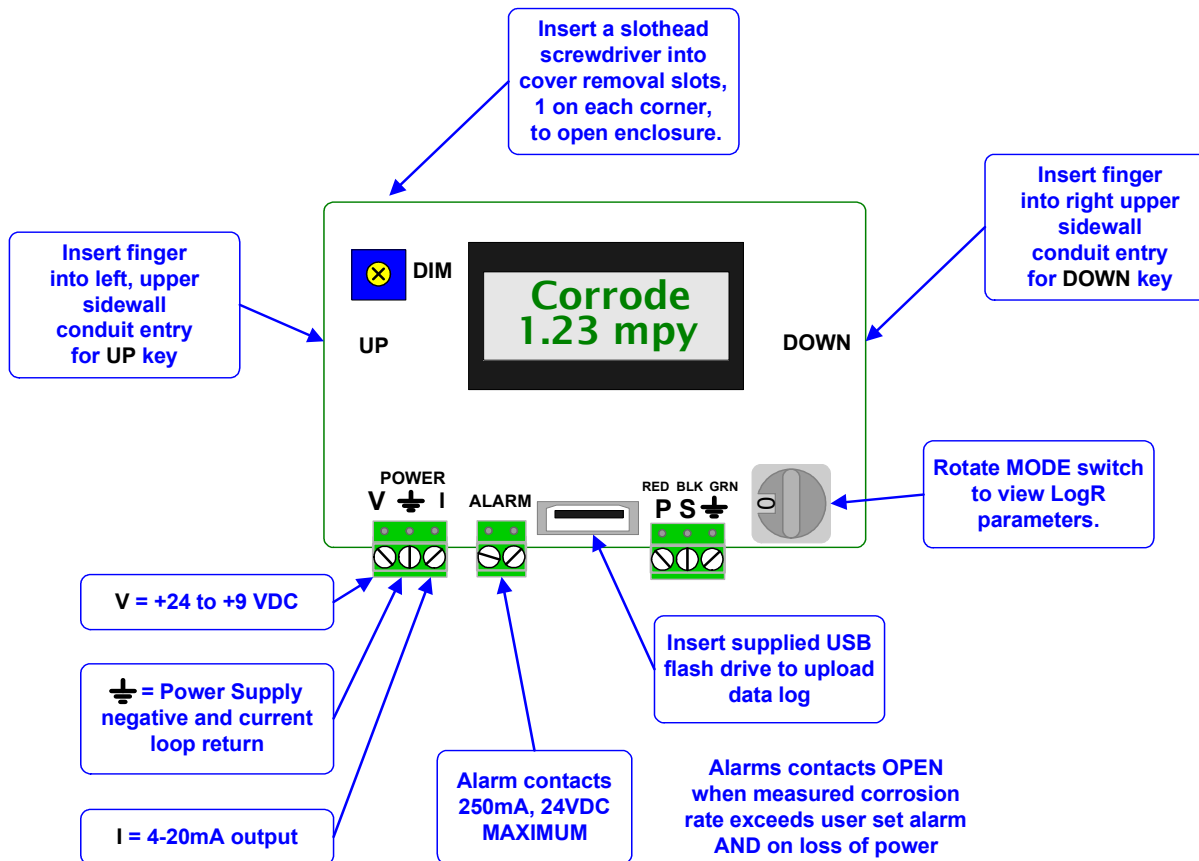 Insert a slothead
screwdriver into
cover removal slots,
1 on each corner,
to open enclosure.
Insert finger
into left, upper
sidewall
conduit entry
for UP key
Insert finger
into right upper
sidewall
conduit entry
for DOWN key
DIM
Corrode
1.23 mpy
UP
DOWN
POWER
V I
ALARM
RED BLK GRN
P S
0
Rotate MODE switch
to view LogR
parameters.
V = +24 to +9 VDC
= Power Supply
negative and current
loop return
I = 4-20mA output
Alarm contacts
250mA, 24VDC
MAXIMUM
Insert supplied USB
flash drive to upload
data log
Alarms contacts OPEN
when measured corrosion
rate exceeds user set alarm
AND on loss of power